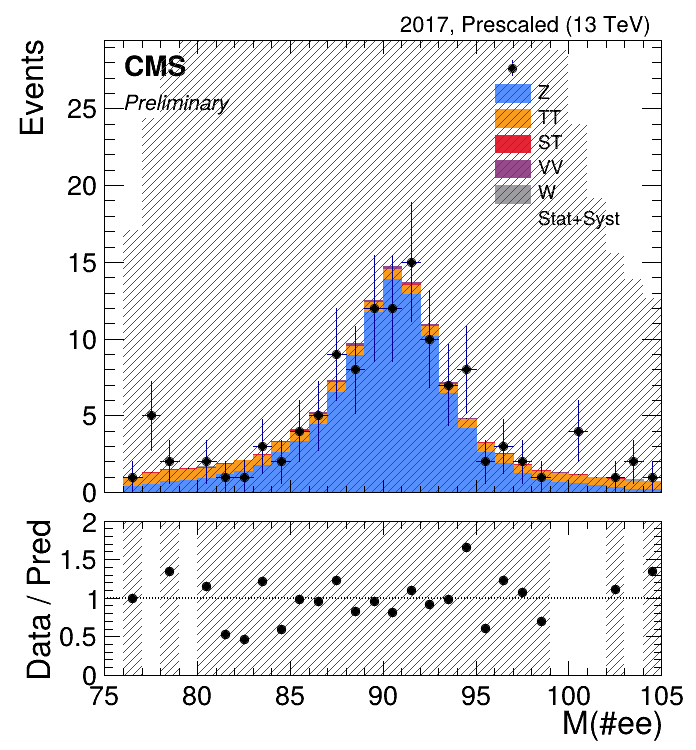 2017, Prescaled (13 TeV)
CMS
Preliminary
Events
Z
TT
ST
VV
W
Stat+Syst
25
20
15
10
5
0
Data / Pred
2
1.5
1
0.5
0
75 80 85 90 95 100 105
M(#ee)